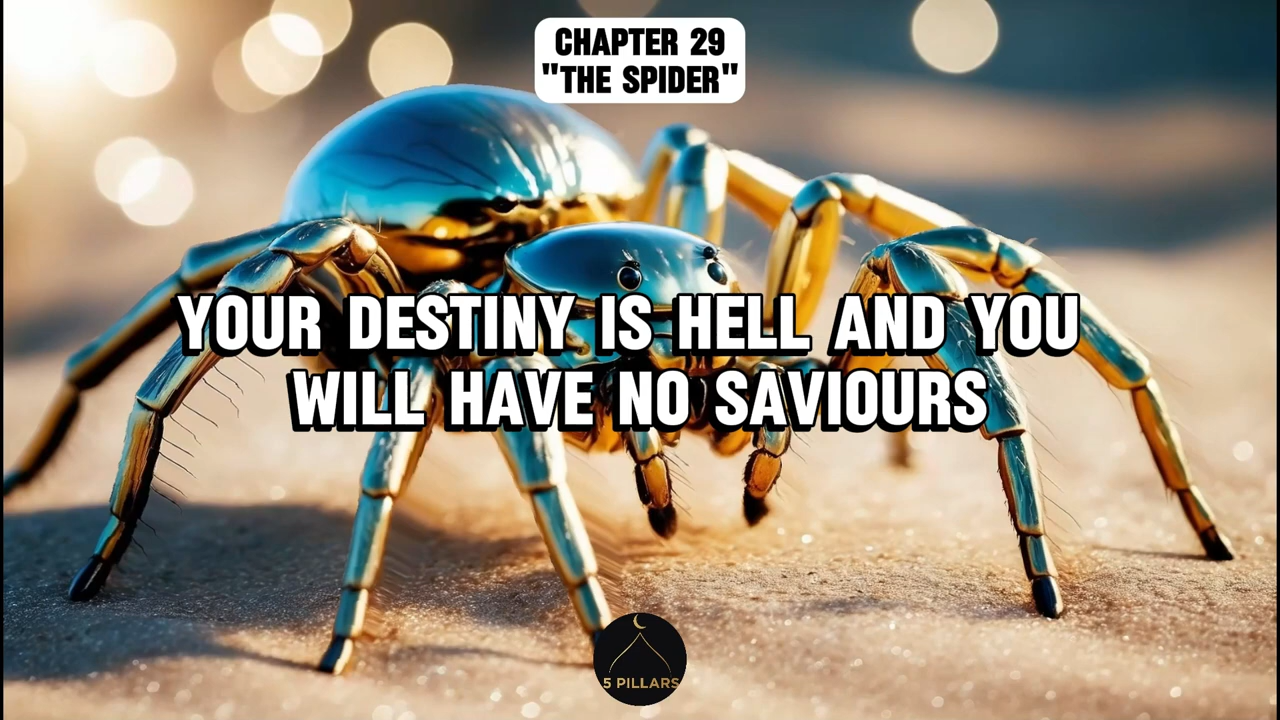 CHAPTER 29
"THE SPIDER"
YOUR DESTINY IS HELL AND YOU
WILL HAVE NO SAVIOURS
5 PILLARS